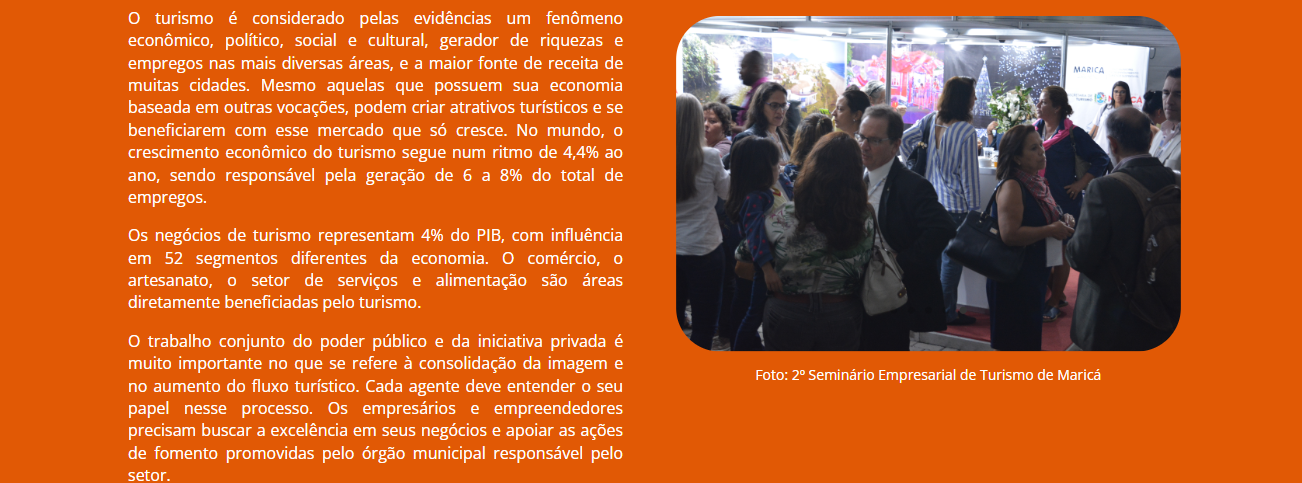 O turismo é considerado pelas evidências um fenômeno
econômico, político, social e cultural, gerador de riquezas e
empregos nas mais diversas áreas, e a maior fonte de receita de
muitas cidades. Mesmo aquelas que possuem sua economia
baseada em outras vocações, podem criar atrativos turísticos e se
beneficiarem com esse mercado que só cresce. No mundo, o
crescimento econômico do turismo segue num ritmo de 4,4% ao
ano, sendo responsável pela geração de 6 a 8% do total de
empregos.
Os negócios de turismo representam 4% do PIB, com influência
em 52 segmentos diferentes da economia. O comércio, o
artesanato, o setor de serviços e alimentação são áreas
diretamente beneficiadas pelo turismo.
O trabalho conjunto do poder público e da iniciativa privada é
muito importante no que se refere à consolidação da imagem e
no aumento do fluxo turístico. Cada agente deve entender o seu
papel nesse processo. Os empresários e empreendedores
precisam buscar a excelência em seus negócios e apoiar as ações
de fomento promovidas pelo órgão municipal responsável pelo
setor.
MARICÁ
Foto: 2º Seminário Empresarial de Turismo de Maricá